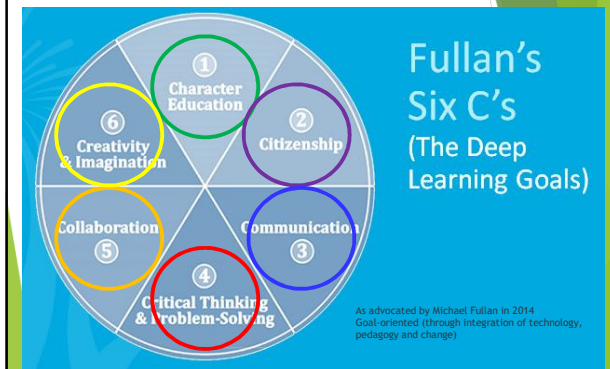 Fullan's
Six C's
(The Deep
Learning Goals)
①
Character
Education
②
Citizenship
Communication
③
④
Critical Thinking
& Problem-Solving
Collaboration
⑤
⑥
Creativity
& Imagination
As advocated by Michael Fullan in 2014
Goal-oriented (through integration of technology,
pedagogy and change)